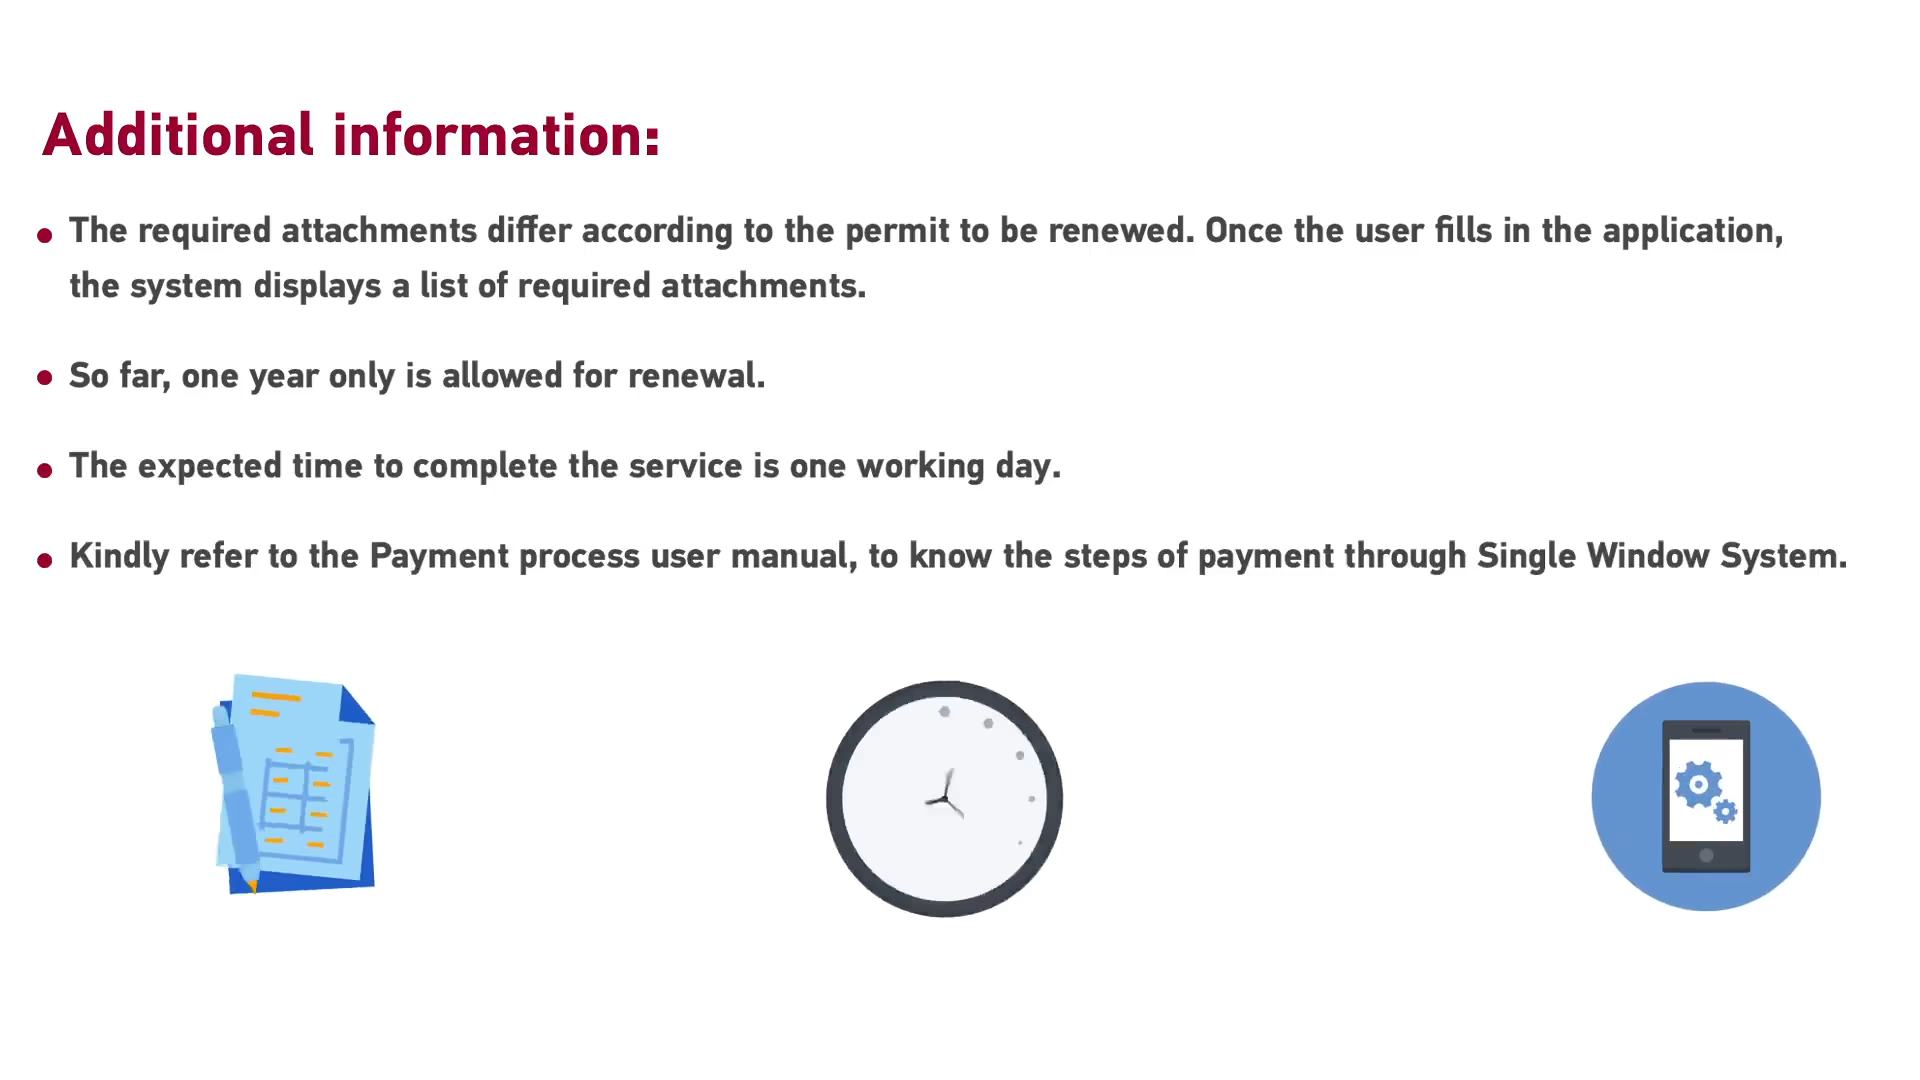 Additional information:
• The required attachments differ according to the permit to be renewed. Once the user fills in the application,
the system displays a list of required attachments.
• So far, one year only is allowed for renewal.
• The expected time to complete the service is one working day.
• Kindly refer to the Payment process user manual, to know the steps of payment through Single Window System.